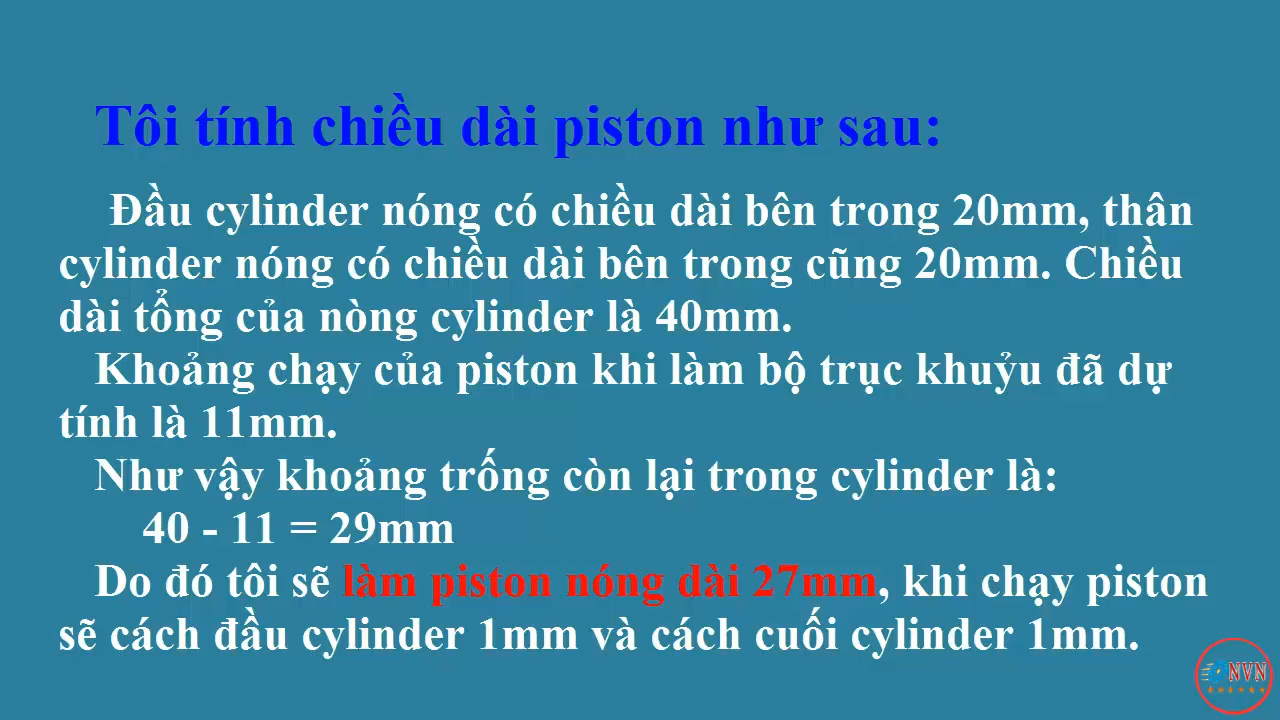 Tôi tính chiều dài piston như sau:
Đầu cylinder nóng có chiều dài bên trong 20mm, thân
cylinder nóng có chiều dài bên trong cũng 20mm. Chiều
dài tổng của nòng cylinder là 40mm.
Khoảng chạy của piston khi làm bộ trục khuỷu đã dự
tính là 11mm.
Như vậy khoảng trống còn lại trong cylinder là:
40 - 11 = 29mm
Do đó tôi sẽ làm piston nóng dài 27mm, khi chạy piston
sẽ cách đầu cylinder 1mm và cách cuối cylinder 1mm.
NVN